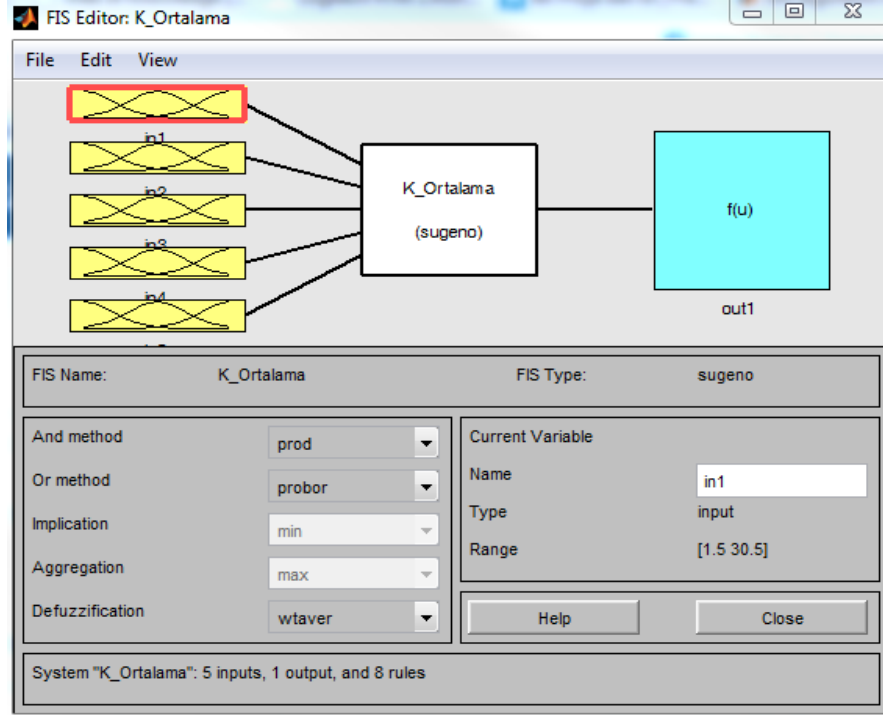 FIS Editor: K_Ortalama
File Edit View
in1
in2
in3
in4
K_Ortalama
(sugeno)
f(u)
out1
FIS Name: K_Ortalama FIS Type: sugeno
And method prod
Or method probor
Implication min
Aggregation max
Defuzzification wtaver
Current Variable
Name in1
Type input
Range [1.5 30.5]
Help Close
System "K_Ortalama": 5 inputs, 1 output, and 8 rules